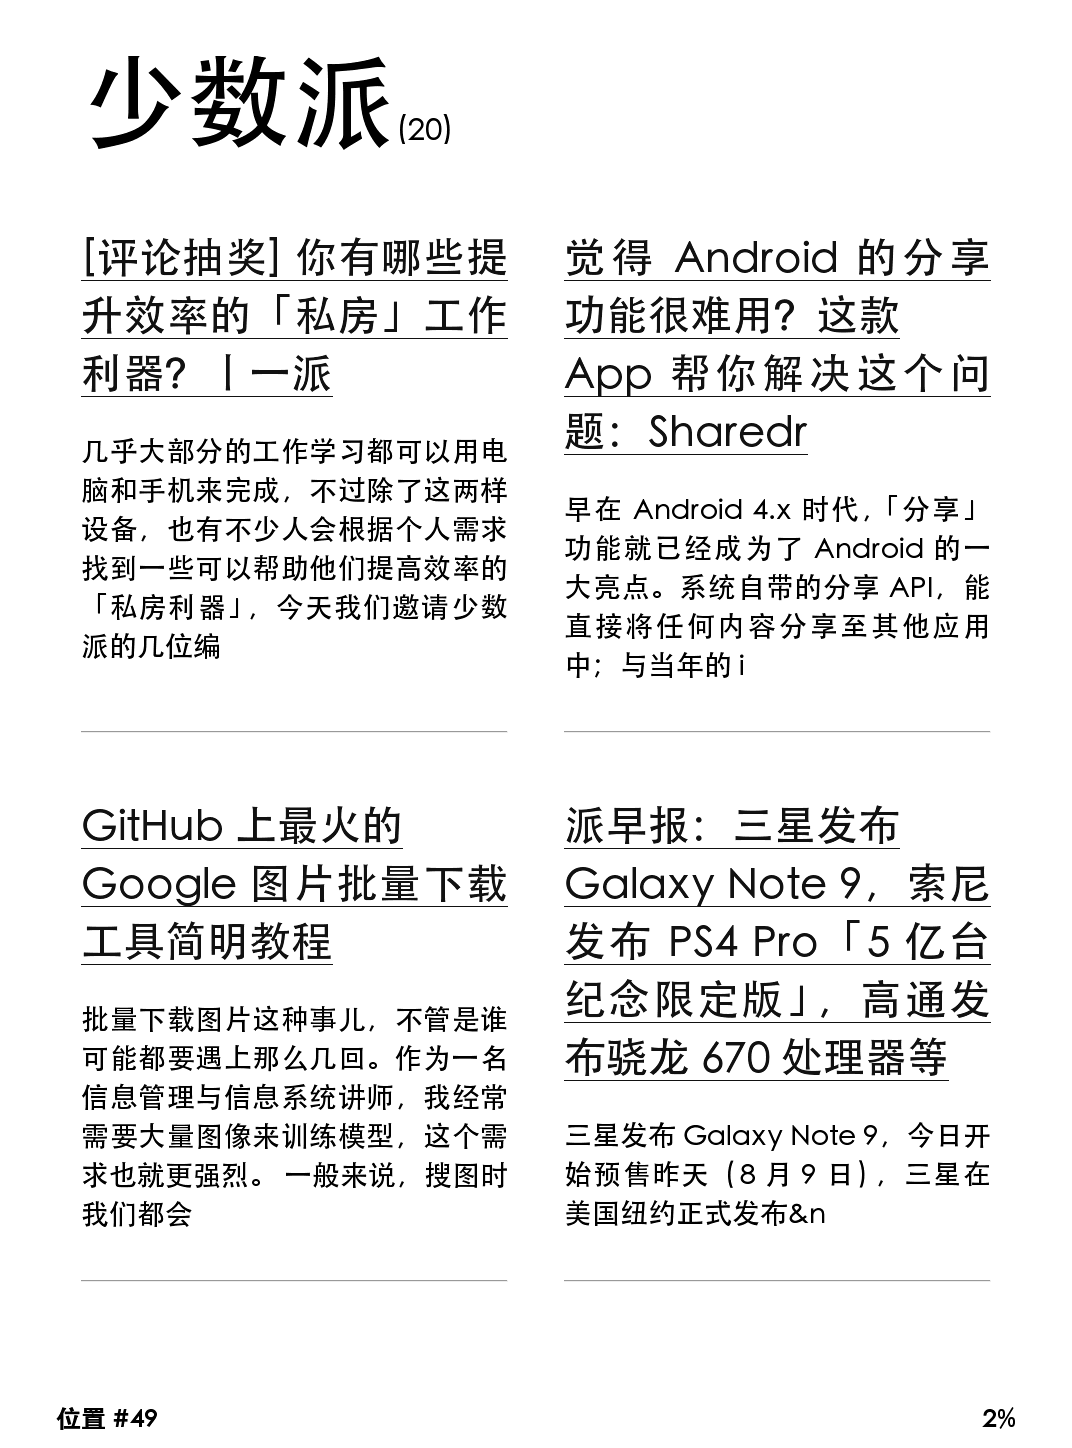 少数派(20)
[评论抽奖] 你有哪些提
升效率的「私房」工作
利器？丨一派
几乎大部分的工作学习都可以用电
脑和手机来完成，不过除了这两样
设备，也有不少人会根据个人需求
找到一些可以帮助他们提高效率的
「私房利器」，今天我们邀请少数
派的几位编
觉得 Android 的分享
功能很难用？这款
App 帮你解决这个问
题：Sharedr
早在 Android 4.x 时代，「分享」
功能就已经成为了 Android 的一
大亮点。系统自带的分享 API，能
直接将任何内容分享至其他应用
中；与当年的 i
GitHub 上最火的
Google 图片批量下载
工具简明教程
批量下载图片这种事儿，不管是谁
可能都要遇上那么几回。作为一名
信息管理与信息系统讲师，我经常
需要大量图像来训练模型，这个需
求也就更强烈。 一般来说，搜图时
我们都会
派早报：三星发布
Galaxy Note 9，索尼
发布 PS4 Pro「5 亿台
纪念限定版」，高通发
布骁龙 670 处理器等
三星发布 Galaxy Note 9，今日开
始预售昨天（8 月 9 日），三星在
美国纽约正式发布&n
位置 #49
2%